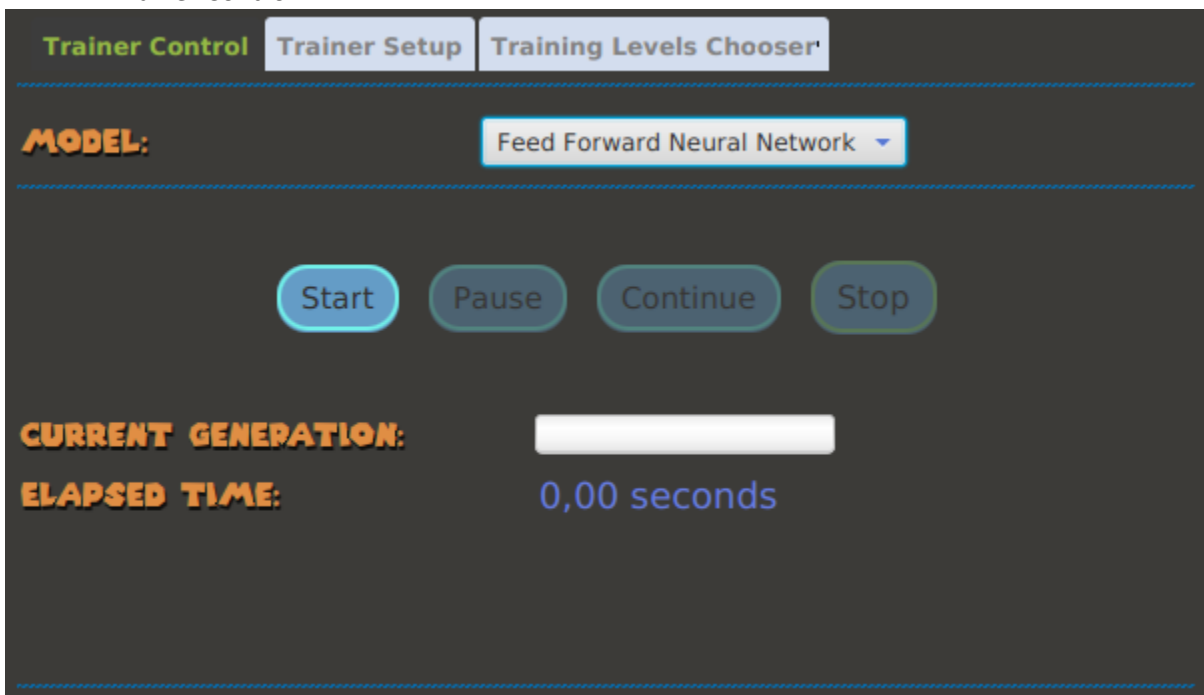 Trainer Control Trainer Setup Training Levels Chooser
MODEL: Feed Forward Neural Network
Start Pause Continue Stop
CURRENT GENERATION:
ELAPSED TIME: 0,00 seconds